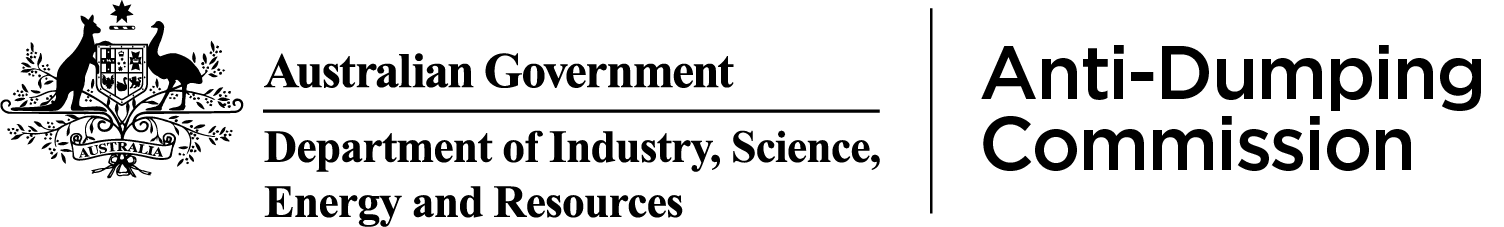 AUSTRALIA
Australian Government
Department of Industry, Science,
Energy and Resources
Anti-Dumping
Commission